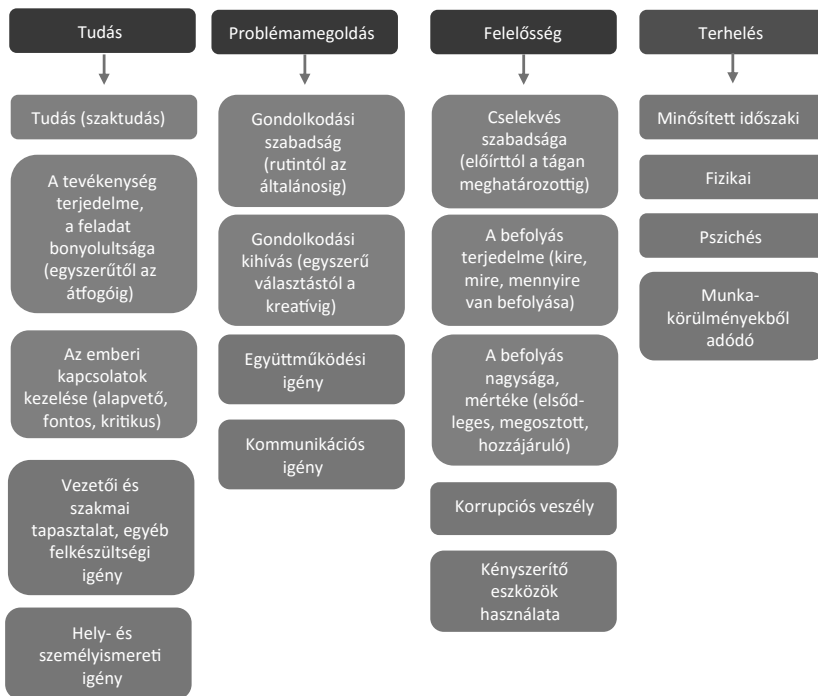 Tudás
Tudás (szaktudás)
A tevékenység
terjedelme,
a feladat
bonyolultsága
(egyszerűtől az
átfogóig)
Az emberi
kapcsolatok
kezelése (alapvető,
fontos, kritikus)
Vezetői és
szakmai
tapasztalat, egyéb
felkészültségi
igény
Hely- és
személyismereti
igény
Problémamegoldás
Gondolkodási
szabadság
(rutintól az
általánosig)
Gondolkodási
kihívás (egyszerű
választástól a
kreatívig)
Együttműködési
igény
Kommunikációs
igény
Felelősség
Cselekvés
szabadsága
(előírttól a tágan
meghatározottig)
A befolyás
terjedelme (kire,
mire, mennyire
van befolyása)
A befolyás
nagysága,
mértéke (elsőd-
leges, megosztott,
hozzájáruló)
Korrupciós veszély
Kényszerítő
eszközök
használata
Terhelés
Minősített időszaki
Fizikai
Pszichés
Munka-
körülményekből
adódó